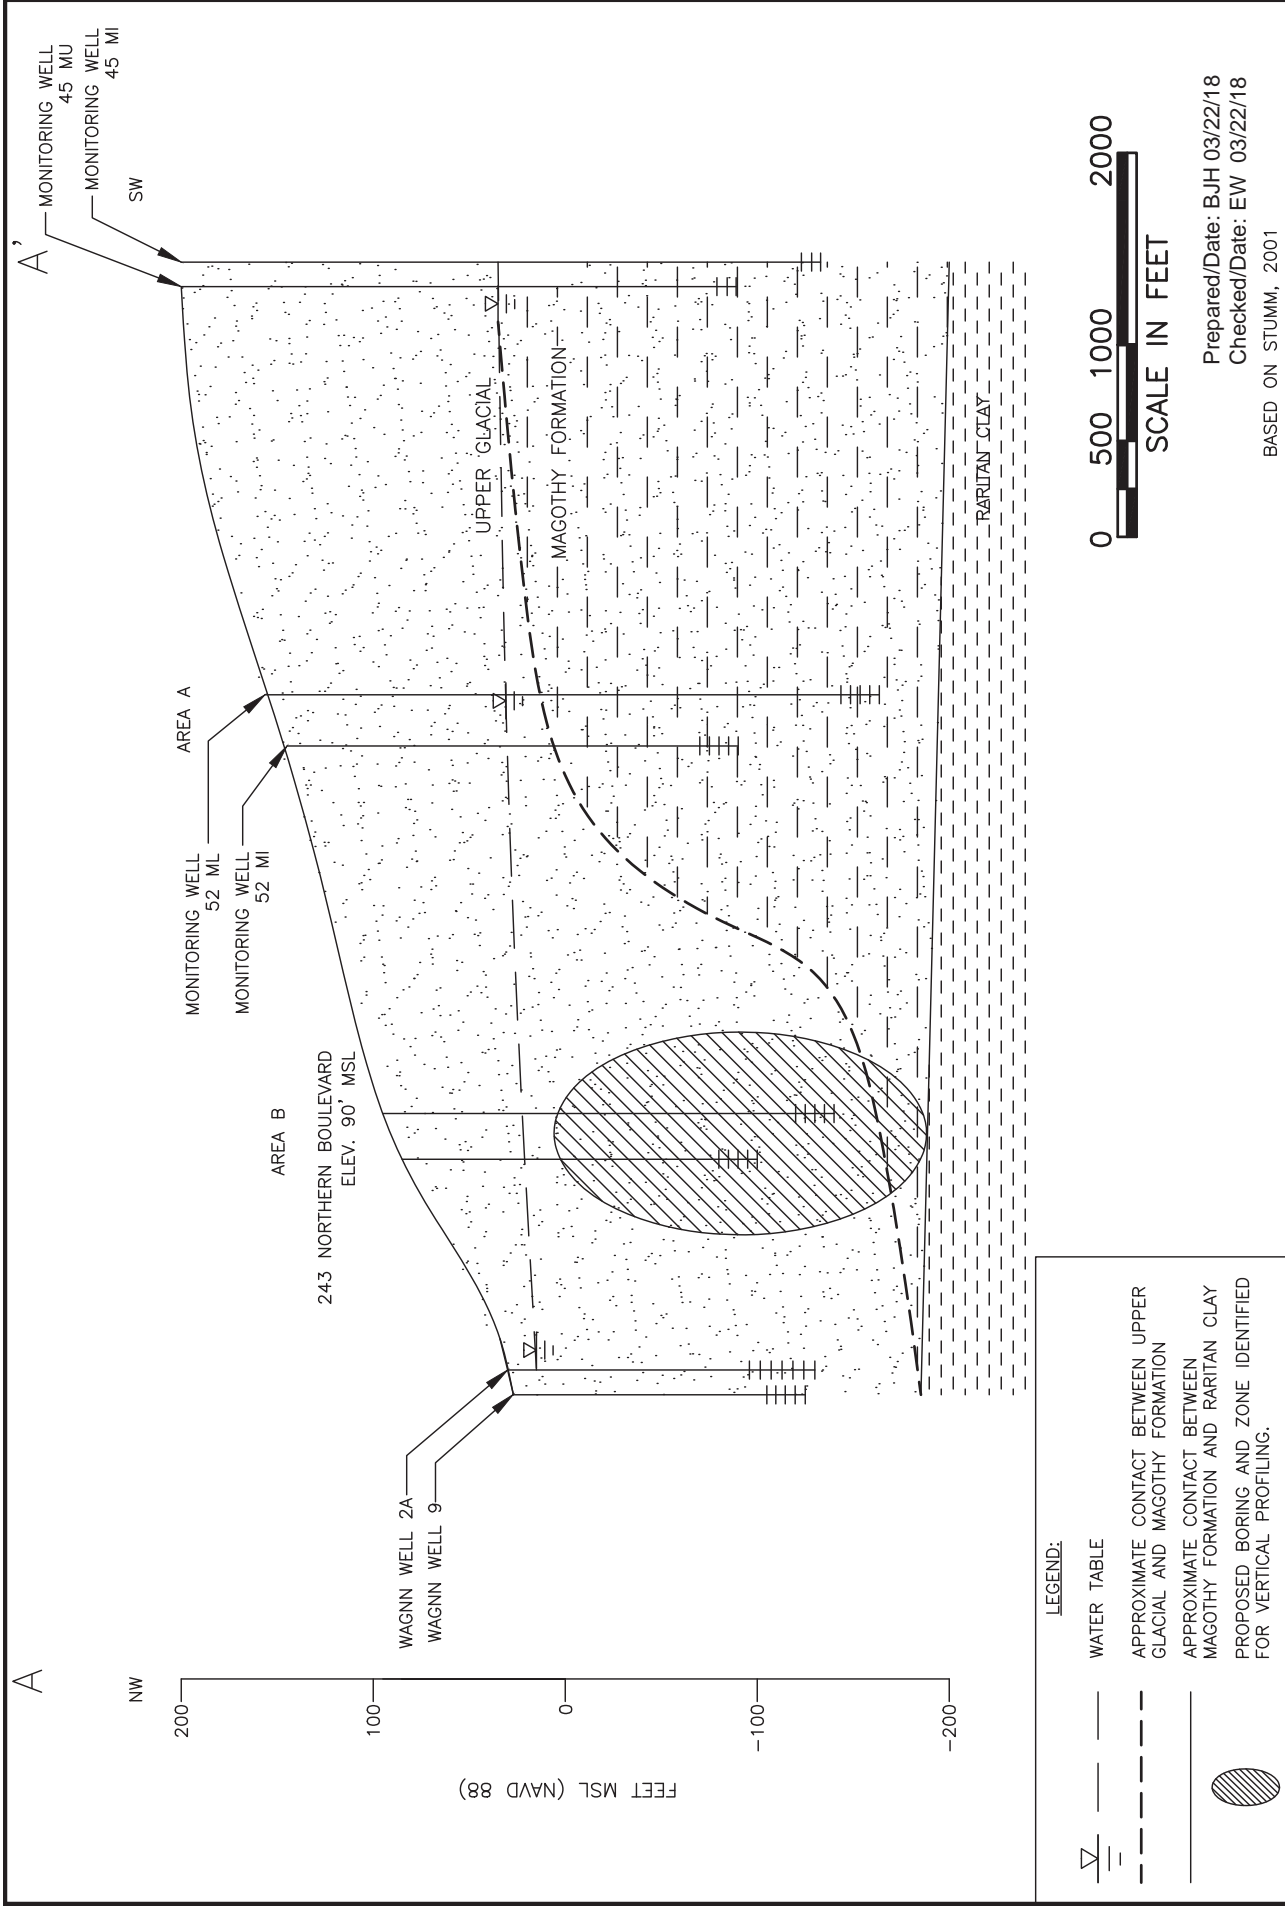 A
A'
NW
SW
MONITORING WELL
45 MU
MONITORING WELL
45 MI
AREA A
MONITORING WELL
52 ML
MONITORING WELL
52 MI
AREA B
243 NORTHERN BOULEVARD
ELEV. 90' MSL
WAGNN WELL 2A
WAGNN WELL 9
200
100
0
-100
-200
FEET MSL (NAVD 88)
UPPER GLACIAL
MAGOTHY FORMATION
RARITAN CLAY
LEGEND:
WATER TABLE
APPROXIMATE CONTACT BETWEEN UPPER
GLACIAL AND MAGOTHY FORMATION
APPROXIMATE CONTACT BETWEEN
MAGOTHY FORMATION AND RARITAN CLAY
PROPOSED BORING AND ZONE IDENTIFIED
FOR VERTICAL PROFILING.
0 500 1000 2000
SCALE IN FEET
Prepared/Date: BJH 03/22/18
Checked/Date: EW 03/22/18
BASED ON STUMM, 2001